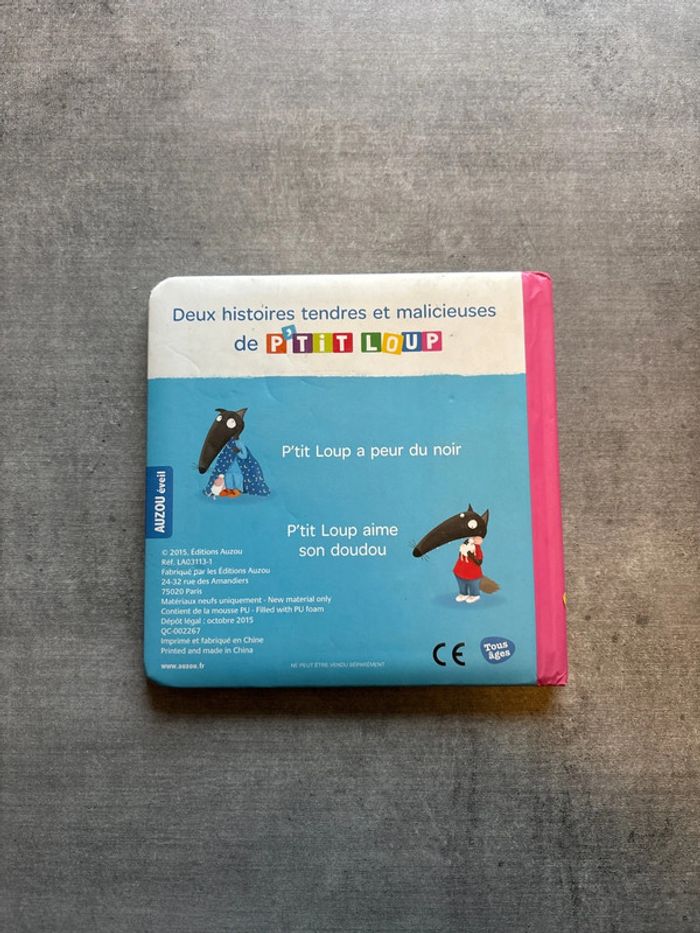 Deux histoires tendres et malicieuses
de P'TiT LOUP
P'tit Loup a peur du noir
P'tit Loup aime
son doudou
AUZOU éveil
© 2015, Éditions Auzou
Réf. LA03113-1
Fabriqué par les Éditions Auzou
24-32 rue des Amandiers
75020 Paris
Matériaux neufs uniquement - New material only
Contient de la mousse PU - Filled with PU foam
Dépôt légal : octobre 2015
QC-002267
Imprimé et fabriqué en Chine
Printed and made in China
www.auzou.fr
NE PEUT ÊTRE VENDU SÉPARÉMENT
CE
Tous
âges